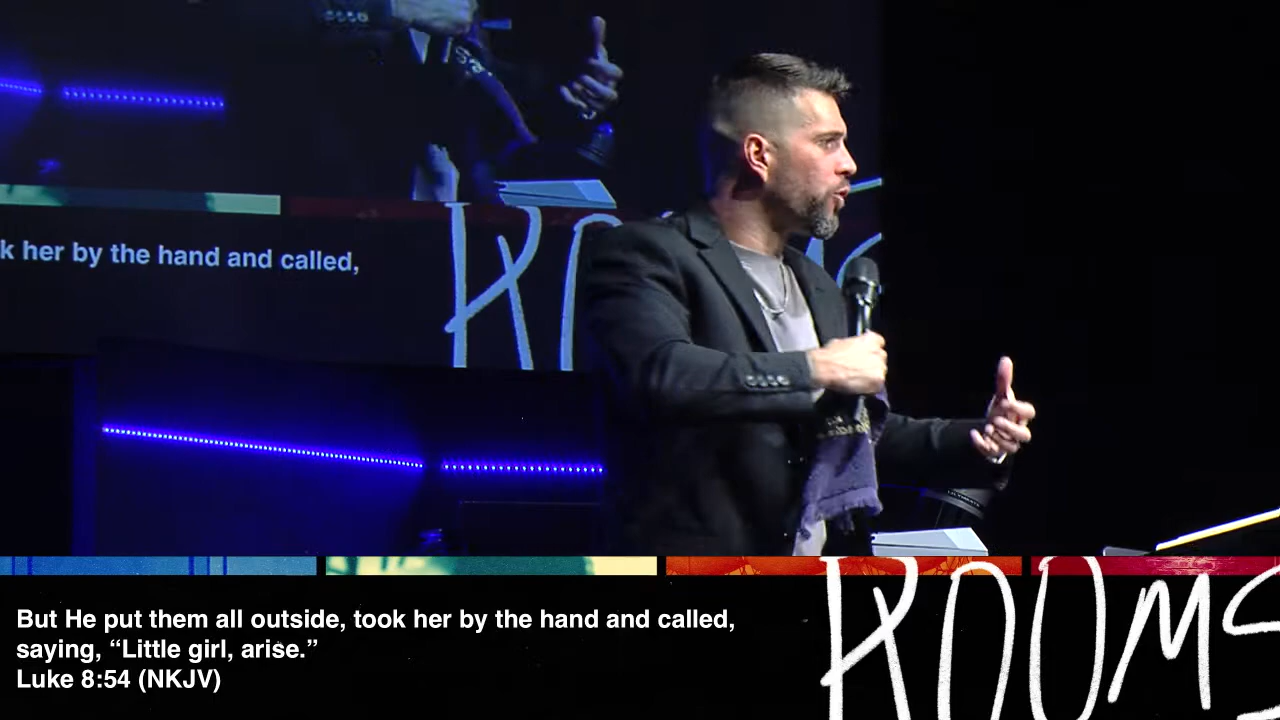 k her by the hand and called,
But He put them all outside, took her by the hand and called,
saying, “Little girl, arise.”
Luke 8:54 (NKJV)
ROOMS